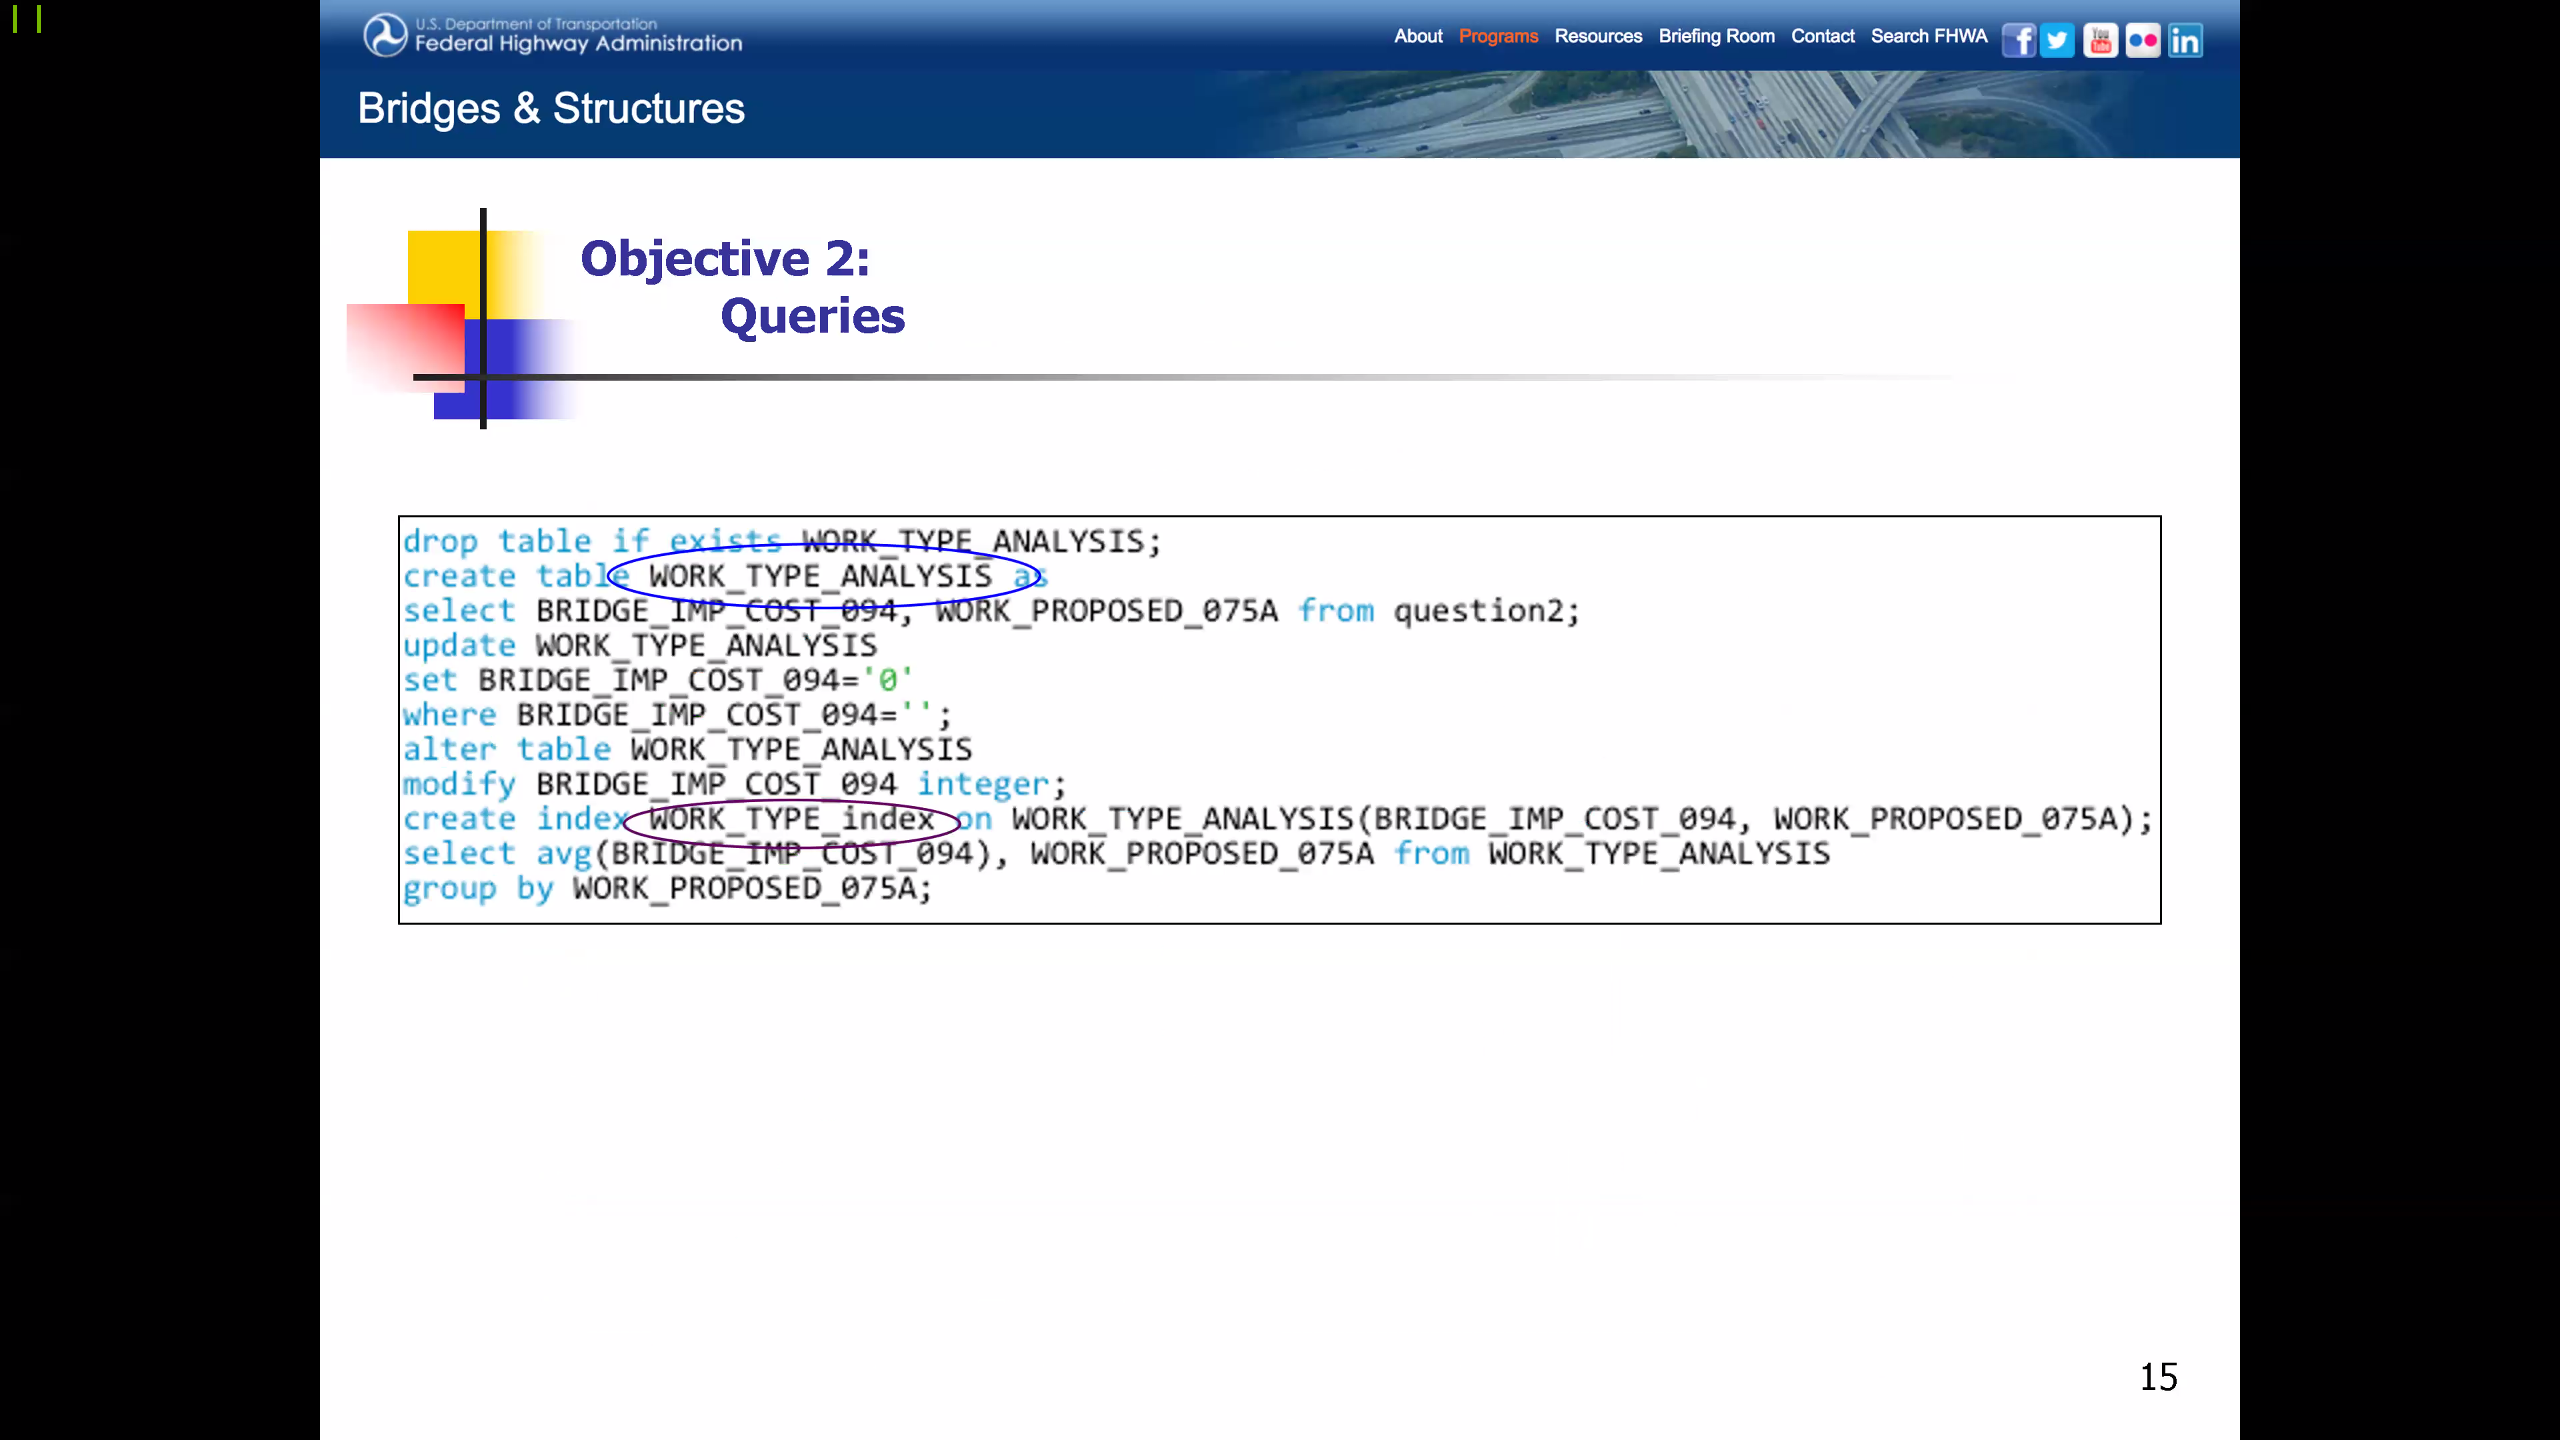 U.S. Department of Transportation
Federal Highway Administration
About Programs Resources Briefing Room Contact Search FHWA
Bridges & Structures
Objective 2:
Queries
drop table if exists WORK_TYPE_ANALYSIS;
create table WORK_TYPE_ANALYSIS as
select BRIDGE_IMP_COST_094, WORK_PROPOSED_075A from question2;
update WORK_TYPE_ANALYSIS
set BRIDGE_IMP_COST_094='0'
where BRIDGE_IMP_COST_094='';
alter table WORK_TYPE_ANALYSIS
modify BRIDGE_IMP_COST_094 integer;
create index WORK_TYPE_index on WORK_TYPE_ANALYSIS(BRIDGE_IMP_COST_094, WORK_PROPOSED_075A);
select avg(BRIDGE_IMP_COST_094), WORK_PROPOSED_075A from WORK_TYPE_ANALYSIS
group by WORK_PROPOSED_075A;
15